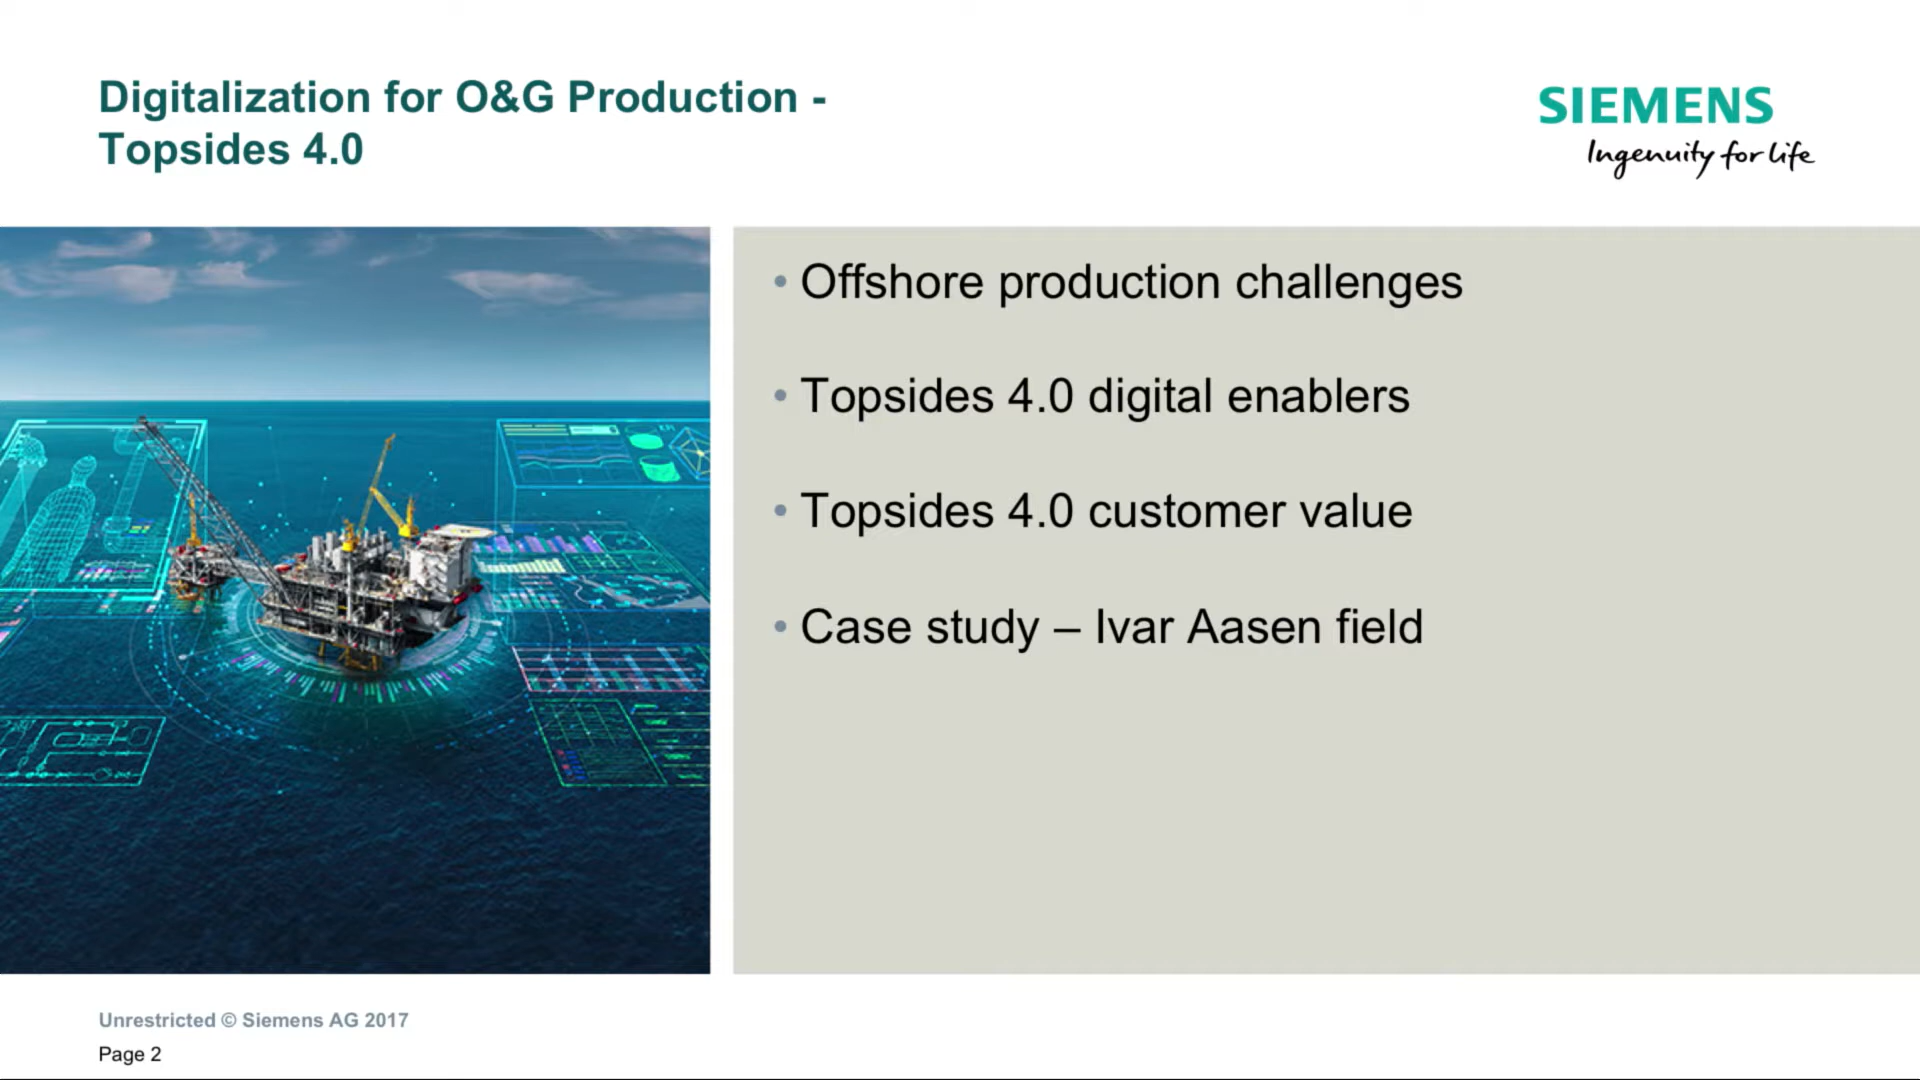 Digitalization for O&G Production -
Topsides 4.0
SIEMENS
Ingenuity for life
• Offshore production challenges
• Topsides 4.0 digital enablers
• Topsides 4.0 customer value
• Case study – Ivar Aasen field
Unrestricted © Siemens AG 2017
Page 2